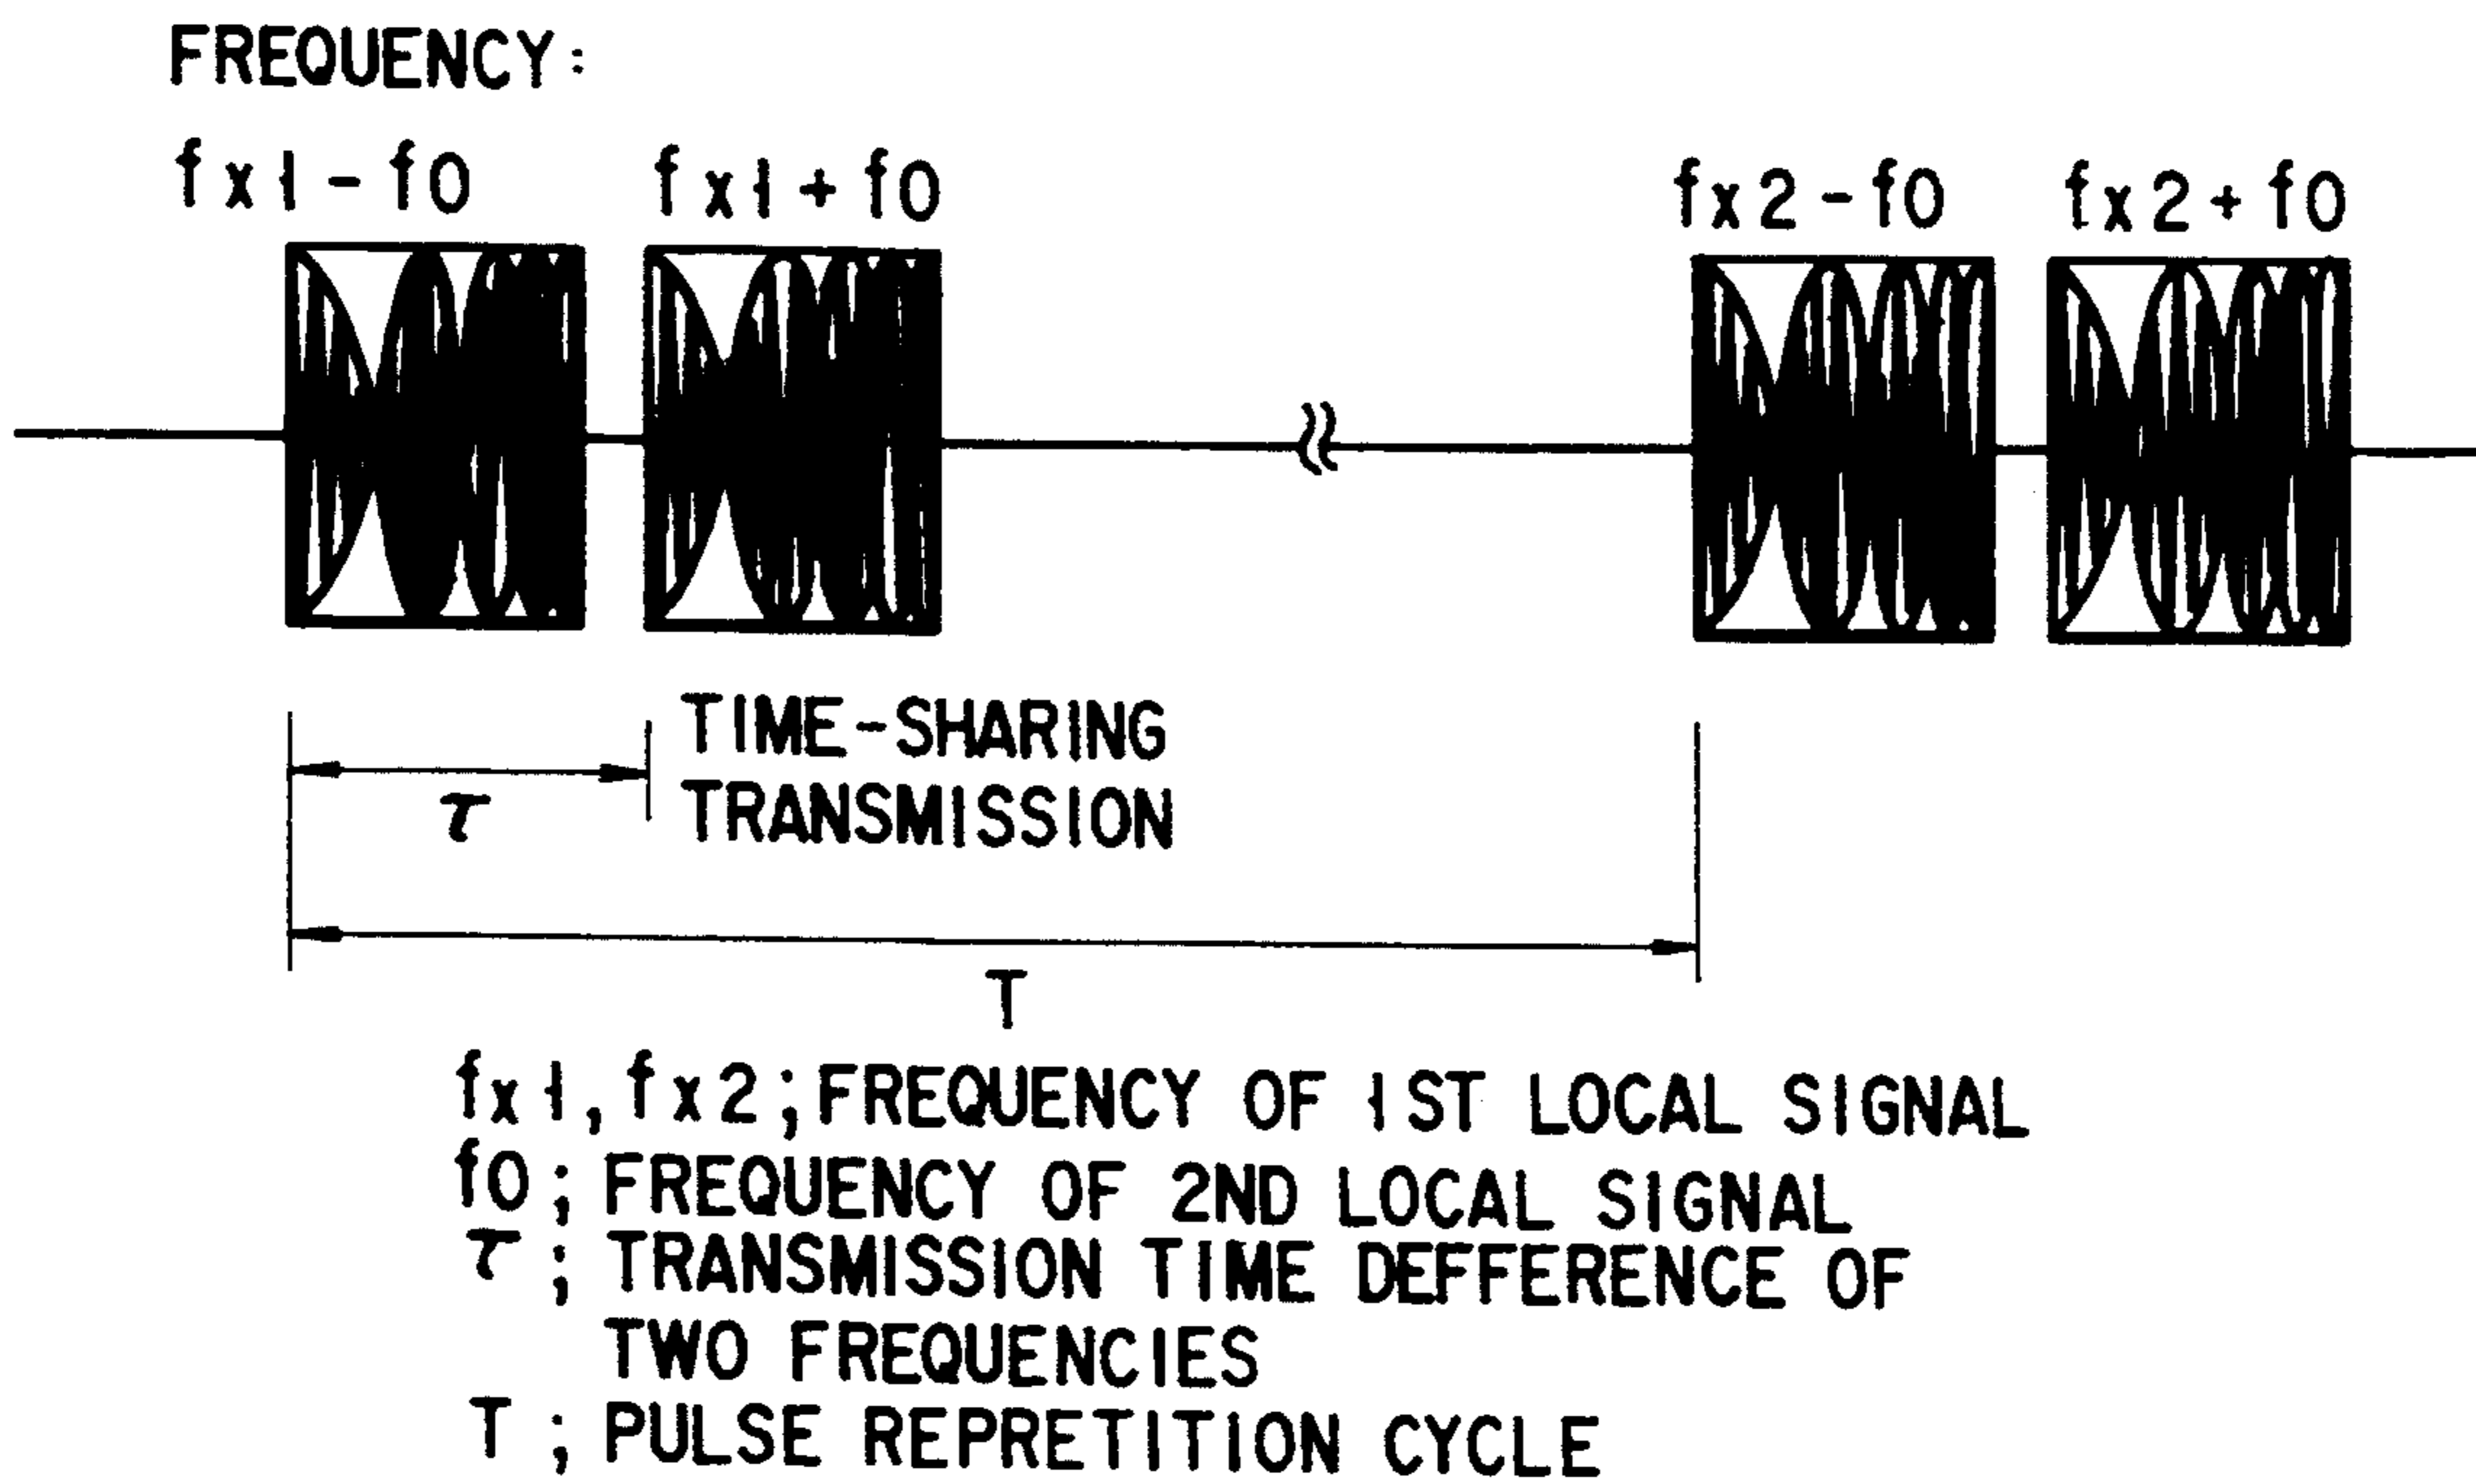 FREQUENCY:
fx1-f0 fx1+f0 fx2-f0 fx2+f0
TIME-SHARING
TRANSMISSION
τ
T
fx1,fx2;FREQUENCY OF 1ST LOCAL SIGNAL
f0;FREQUENCY OF 2ND LOCAL SIGNAL
τ;TRANSMISSION TIME DEFFERENCE OF
TWO FREQUENCIES
T;PULSE REPRETITION CYCLE